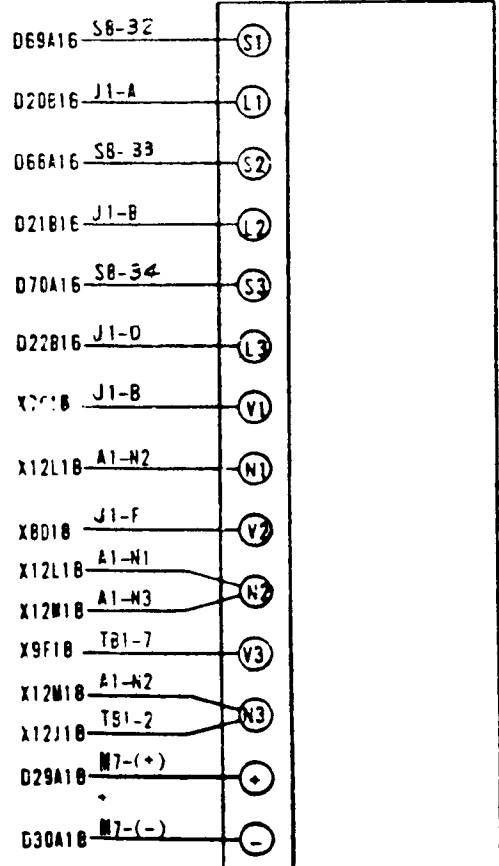 D69A16 S8-32 S1
D20B16 J1-A L1
D66A16 S8-33 S2
D21B16 J1-B L2
D70A16 S8-34 S3
D22B16 J1-D L3
J1-B V1
X12L18 A1-N2 N1
X8D18 J1-F V2
X12L18 A1-N1
N2
X12M18 A1-N3
X9F18 TB1-7 V3
X12M18 A1-N2
N3
X12J18 TB1-2
D29A18 M7-(+) +
D30A18 M7-(-) -